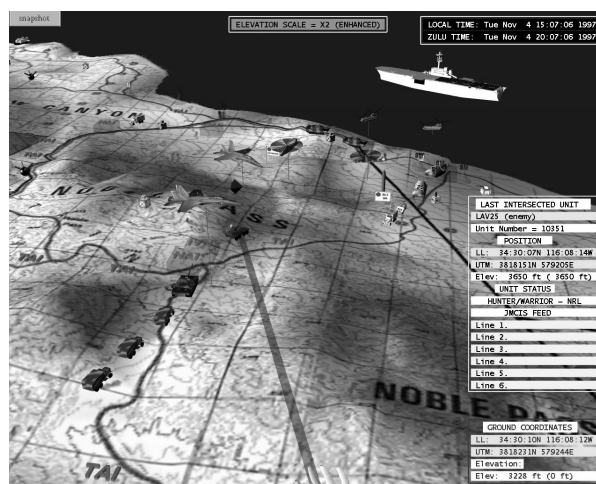 snapshot
ELEVATION SCALE = X2 (ENHANCED)
LOCAL TIME: Tue Nov 4 15:07:06 1997
ZULU TIME: Tue Nov 4 20:07:06 1997
CANYON
PASS
TAI
LAST INTERSECTED UNIT
LAV25 (enemy)
Unit Number = 10351
POSITION
LL: 34:30:07N 116:08:14W
UTM: 3818151N 579205E
Elev: 3650 ft ( 3650 ft)
UNIT STATUS
HUNTER/WARRIOR - NRL
JMCIS FEED
Line 1.
Line 2.
Line 3.
Line 4.
Line 5.
Line 6.
NOBLE PASS
GROUND COORDINATES
LL: 34:30:10N 116:08:12W
UTM: 3818231N 579244E
Elevation:
Elev: 3228 ft (0 ft)
TAI